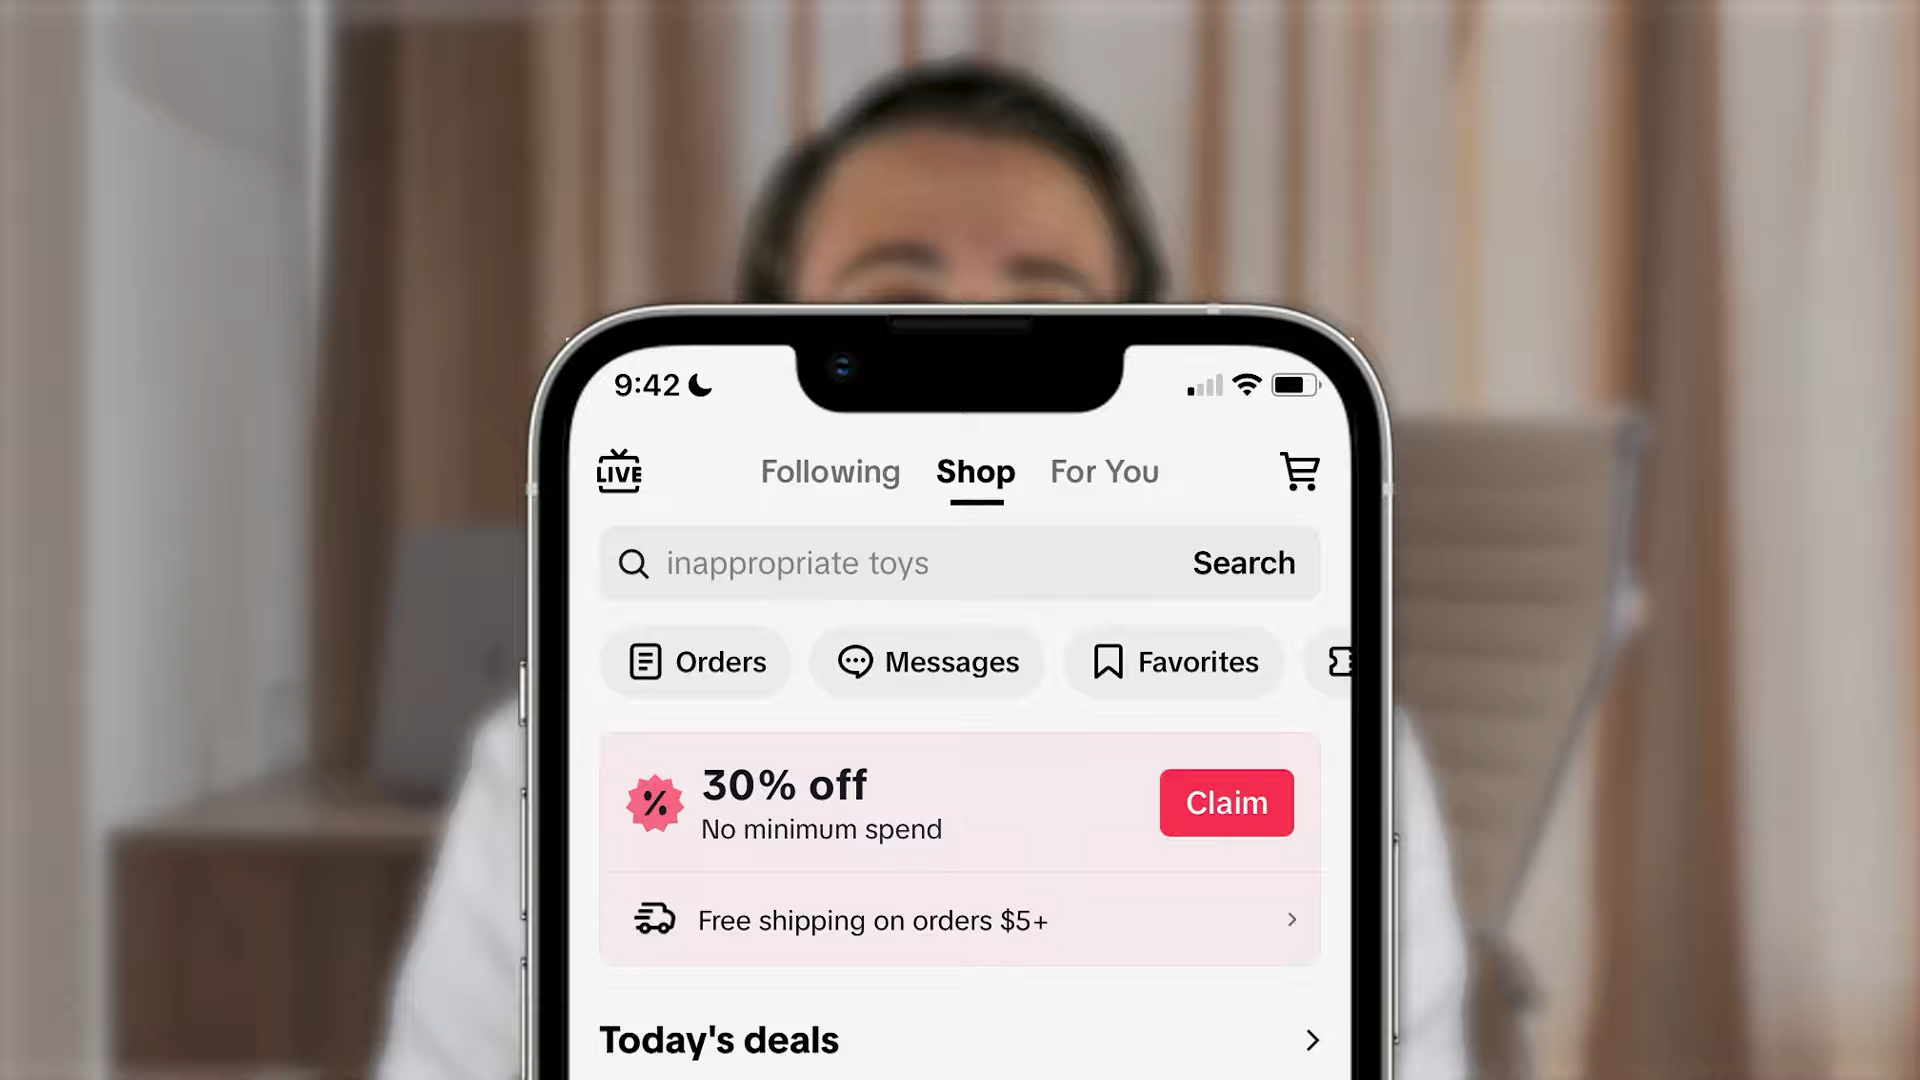 9:42
LIVE
Following
Shop
For You
inappropriate toys
Search
Orders
Messages
Favorites
%
30% off
No minimum spend
Claim
Free shipping on orders $5+
Today's deals